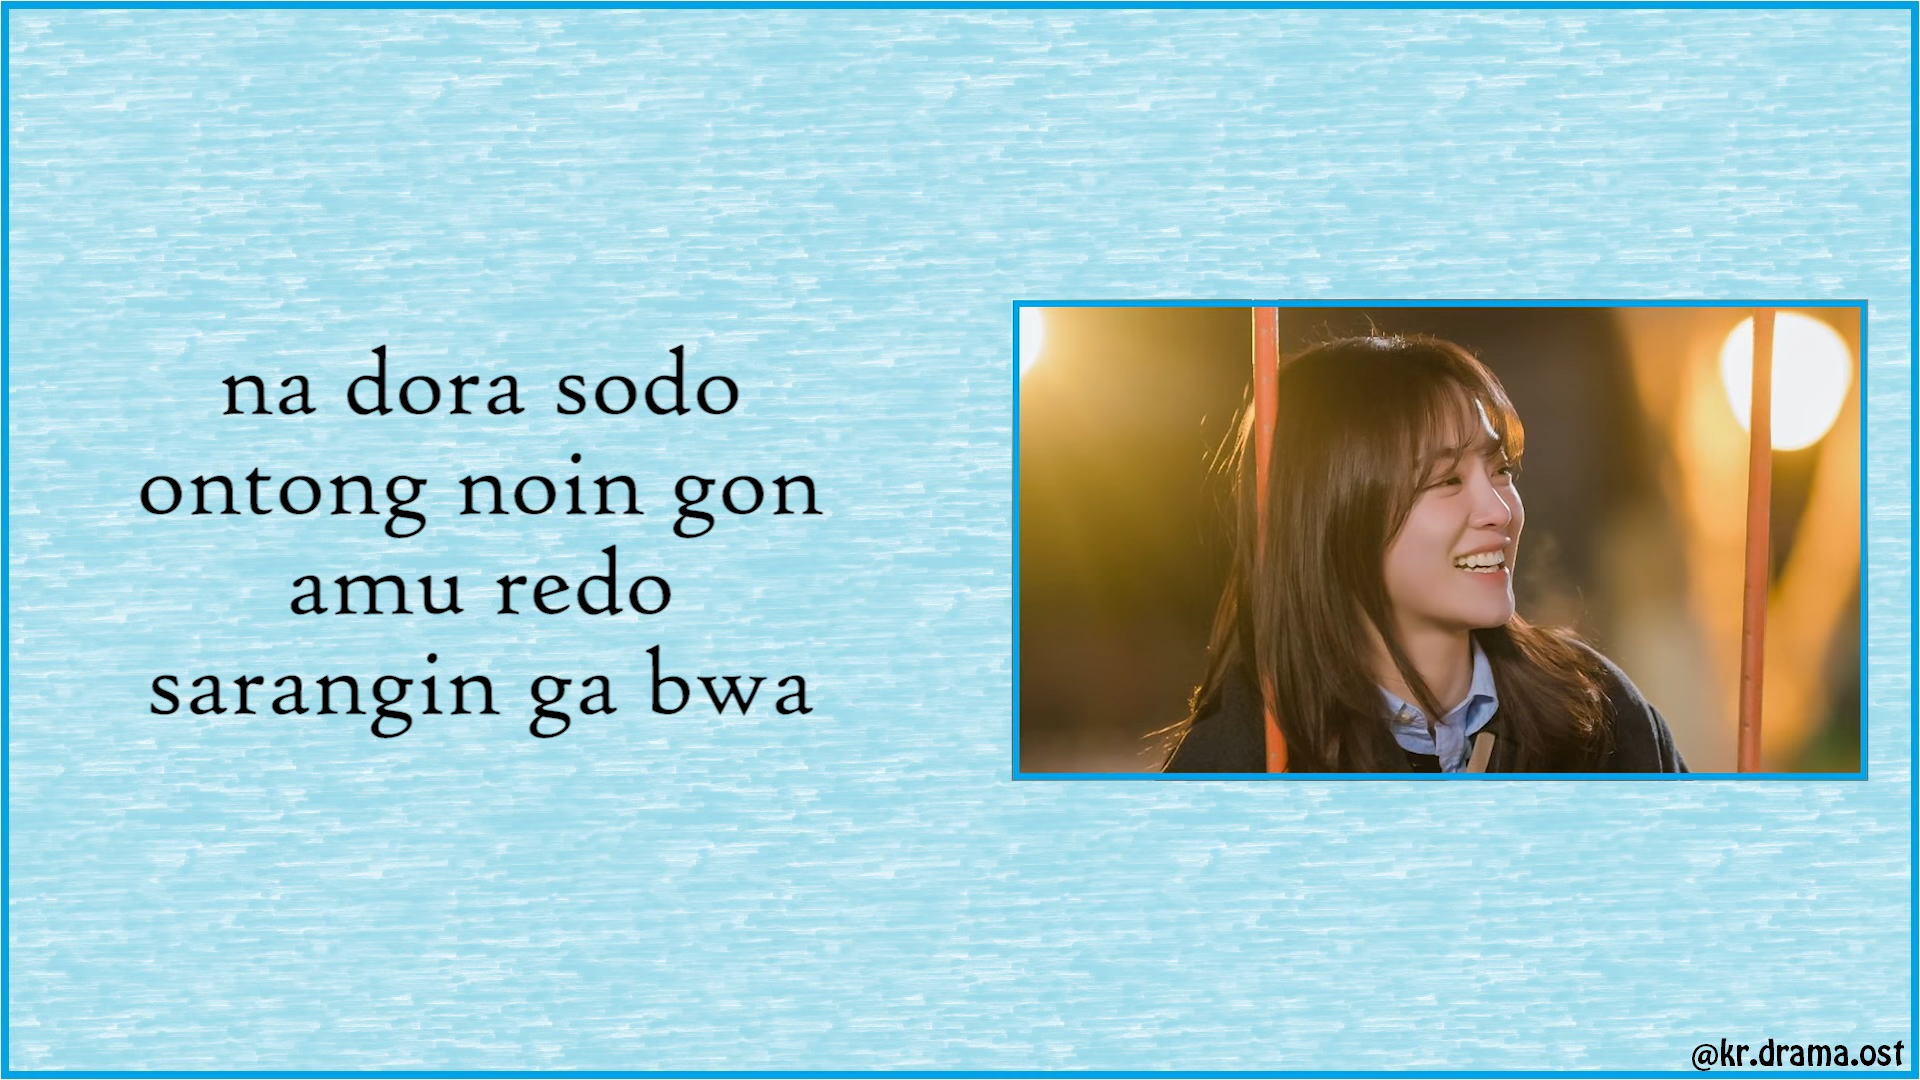 na dora sodo
ontong noin gon
amu redo
sarangin ga bwa
@kr.drama.ost